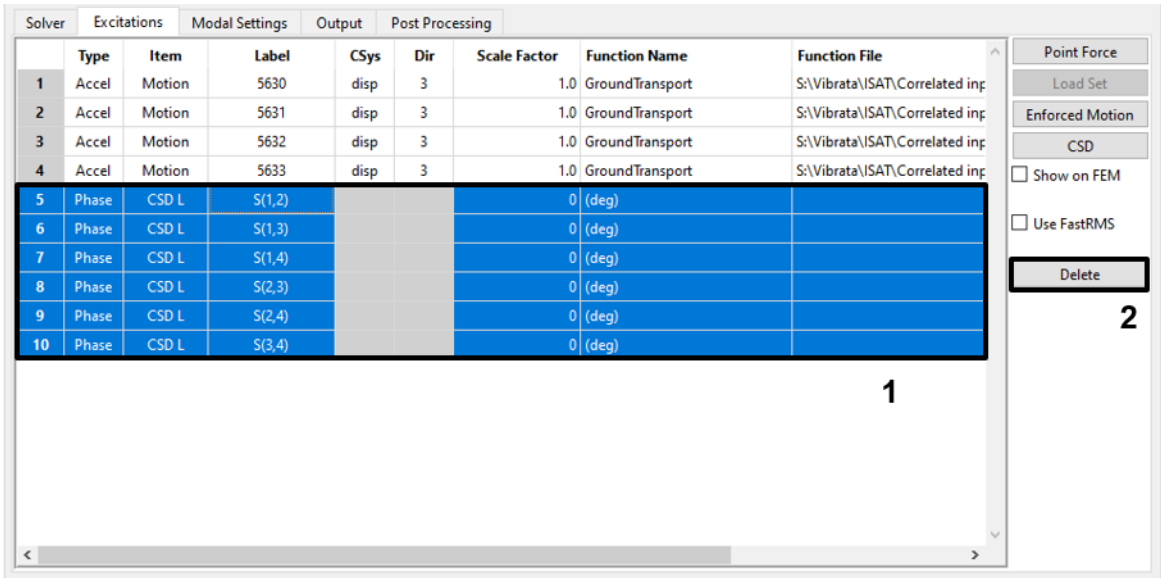 Solver Excitations Modal Settings Output Post Processing
Type Item Label CSys Dir Scale Factor Function Name Function File
1 Accel Motion 5630 disp 3 1.0 GroundTransport S:\Vibrata\ISAT\Correlated inp
2 Accel Motion 5631 disp 3 1.0 GroundTransport S:\Vibrata\ISAT\Correlated inp
3 Accel Motion 5632 disp 3 1.0 GroundTransport S:\Vibrata\ISAT\Correlated inp
4 Accel Motion 5633 disp 3 1.0 GroundTransport S:\Vibrata\ISAT\Correlated inp
5 Phase CSD L S(1,2) 0 (deg)
6 Phase CSD L S(1,3) 0 (deg)
7 Phase CSD L S(1,4) 0 (deg)
8 Phase CSD L S(2,3) 0 (deg)
9 Phase CSD L S(2,4) 0 (deg)
10 Phase CSD L S(3,4) 0 (deg)
1
Point Force
Load Set
Enforced Motion
CSD
Show on FEM
Use FastRMS
Delete
2